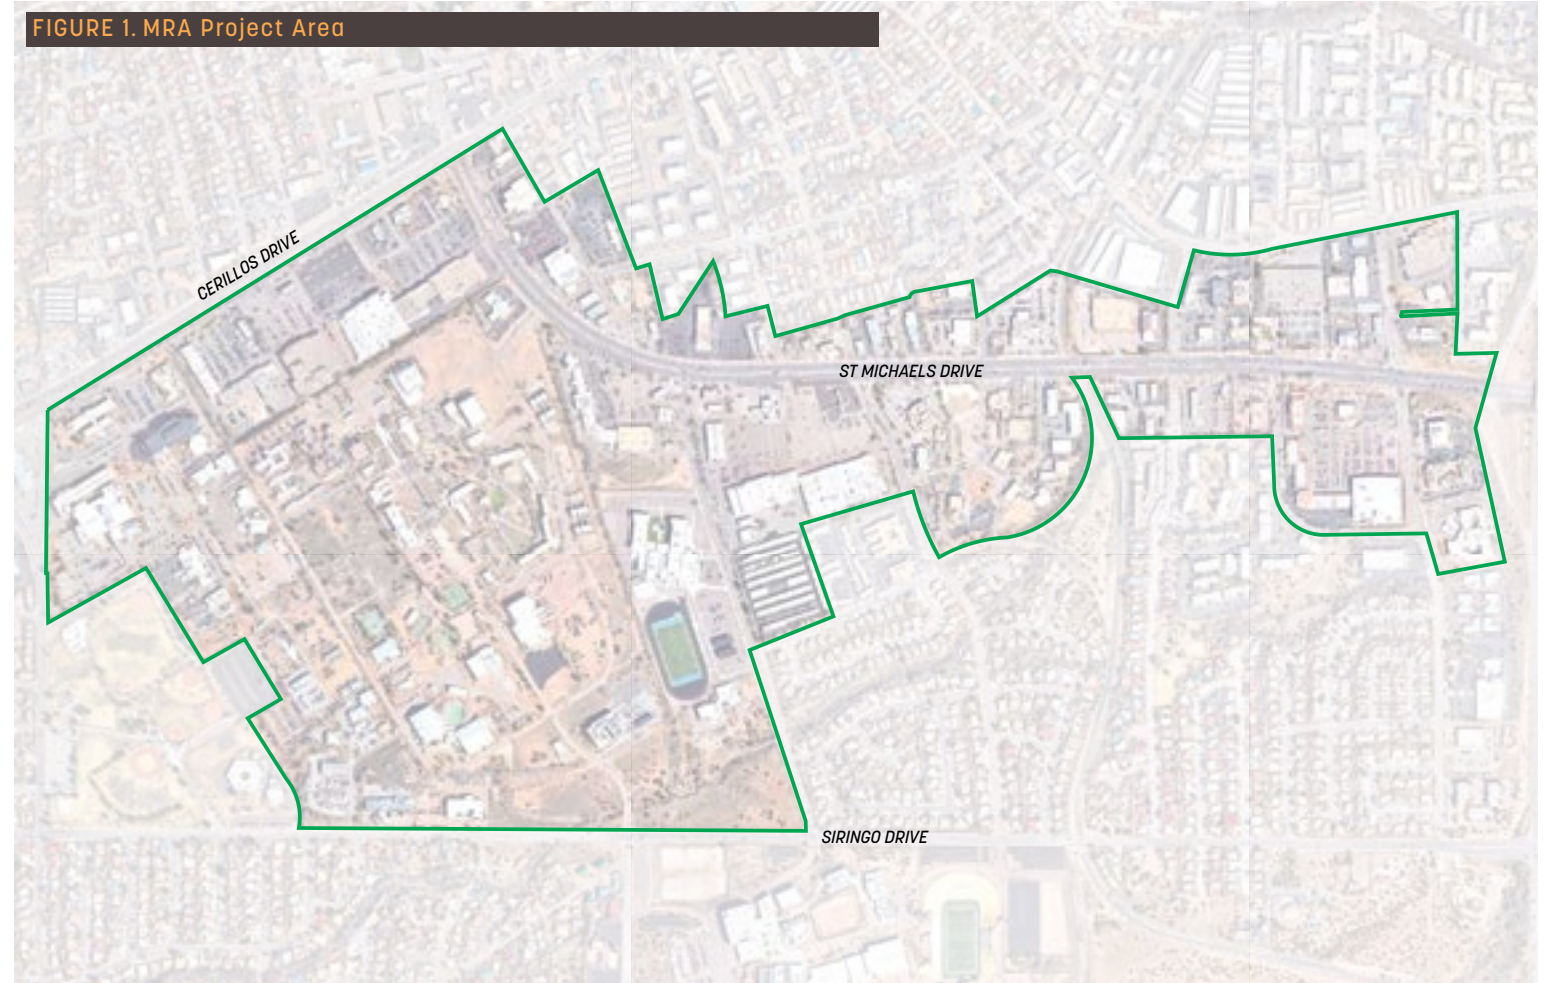 FIGURE 1. MRA Project Area
CERILLOS DRIVE
ST MICHAELS DRIVE
SIRINGO DRIVE